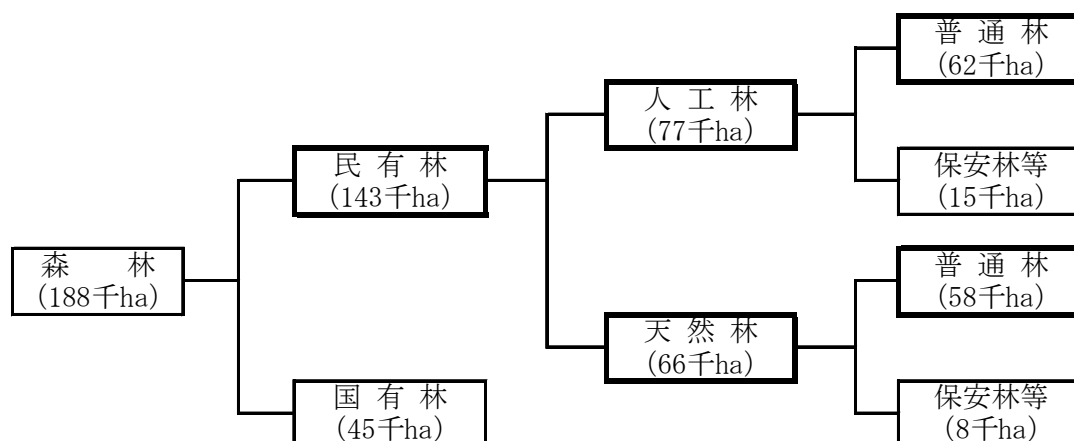 森　　林
(188千ha)
民 有 林
(143千ha)
国 有 林
(45千ha)
人 工 林
(77千ha)
天 然 林
(66千ha)
普 通 林
(62千ha)
保安林等
(15千ha)
普 通 林
(58千ha)
保安林等
(8千ha)